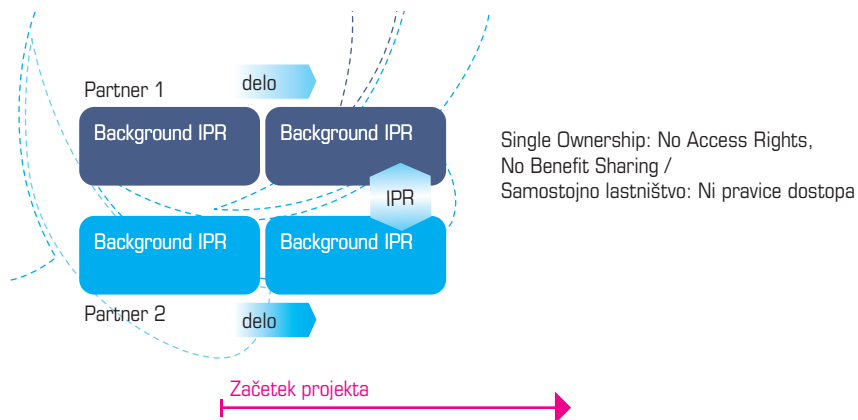 delo
Partner 1
Background IPR
Background IPR
Single Ownership: No Access Rights,
No Benefit Sharing /
Samostojno lastništvo: Ni pravice dostopa
IPR
Background IPR
Background IPR
Partner 2
delo
Začetek projekta